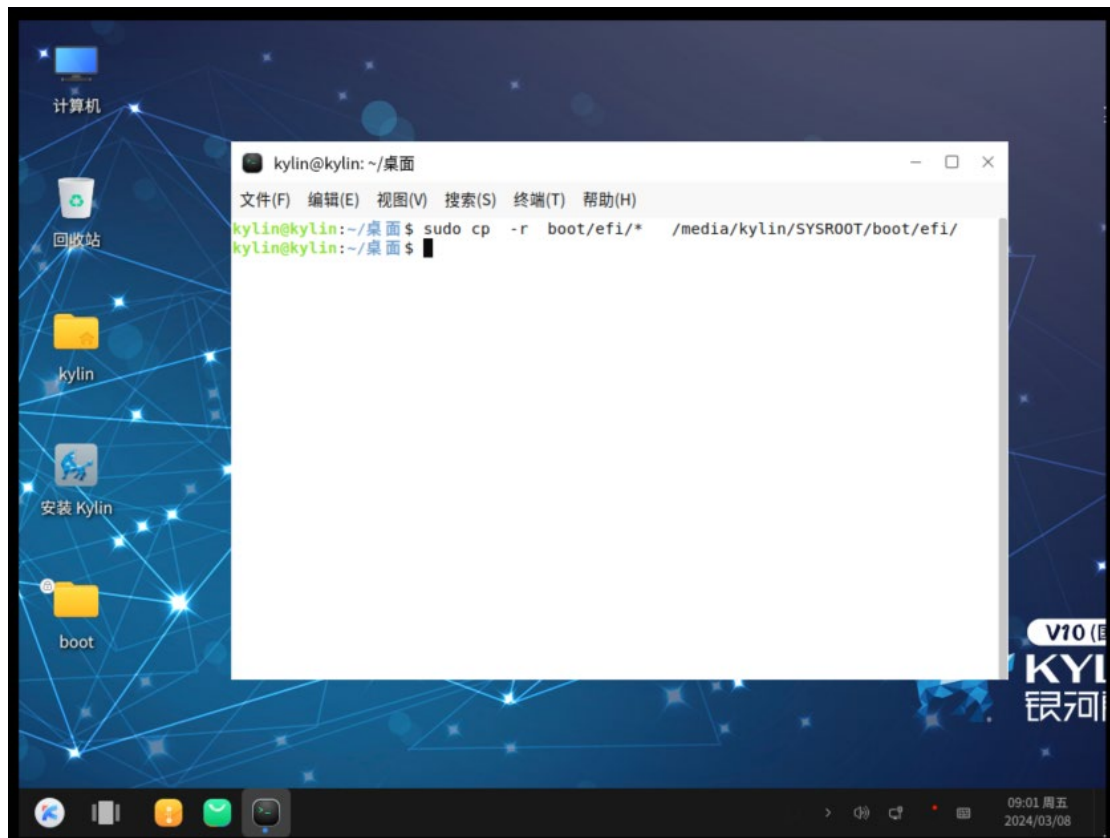 计算机
回收站
kylin
安装 Kylin
boot
kylin@kylin: ~/桌面
文件(F) 编辑(E) 视图(V) 搜索(S) 终端(T) 帮助(H)
kylin@kylin:~/桌面$ sudo cp  -r  boot/efi/*   /media/kylin/SYSROOT/boot/efi/
kylin@kylin:~/桌面$
V10 (
KYL
银河
09:01 周五
2024/03/08